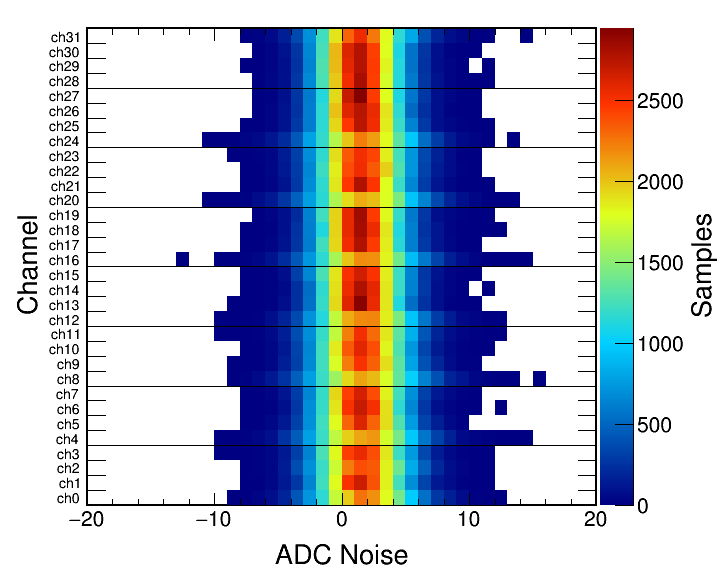 ch31
ch30
ch29
ch28
ch27
ch26
ch25
ch24
ch23
ch22
ch21
ch20
ch19
ch18
ch17
ch16
ch15
ch14
ch13
ch12
ch11
ch10
ch9
ch8
ch7
ch6
ch5
ch4
ch3
ch2
ch1
ch0
Channel
−20 −10 0 10 20
ADC Noise
2500
2000
1500
1000
500
0
Samples